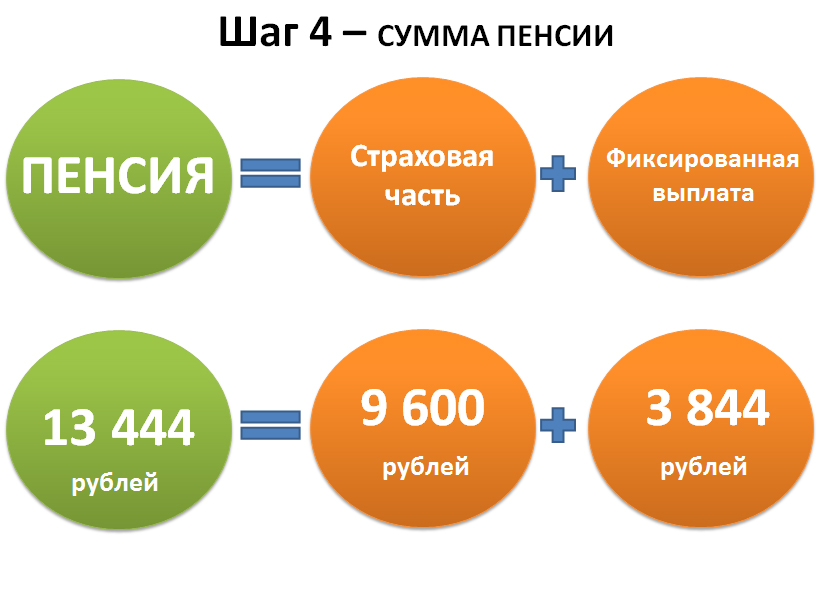 Шаг 4 – СУММА ПЕНСИИ
ПЕНСИЯ
=
Страховая
часть
+
Фиксированная
выплата
13 444
рублей
=
9 600
рублей
+
3 844
рублей